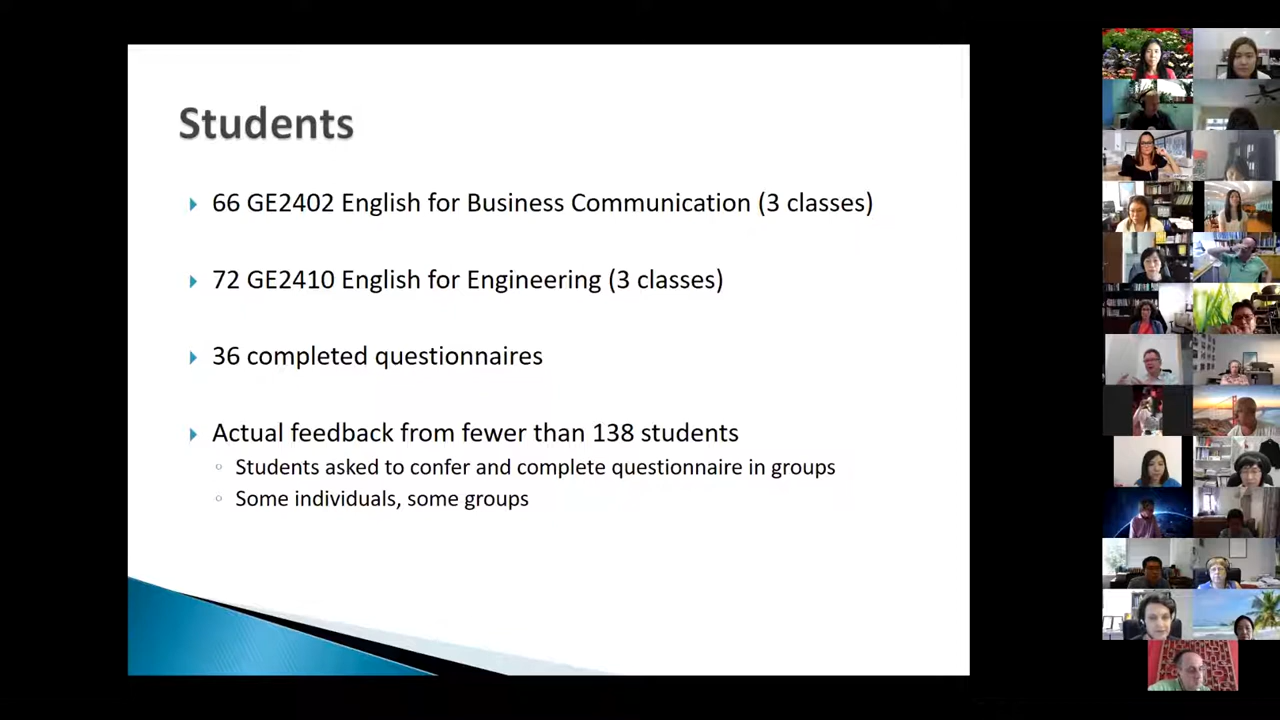 Students
66 GE2402 English for Business Communication (3 classes)
72 GE2410 English for Engineering (3 classes)
36 completed questionnaires
Actual feedback from fewer than 138 students
Students asked to confer and complete questionnaire in groups
Some individuals, some groups